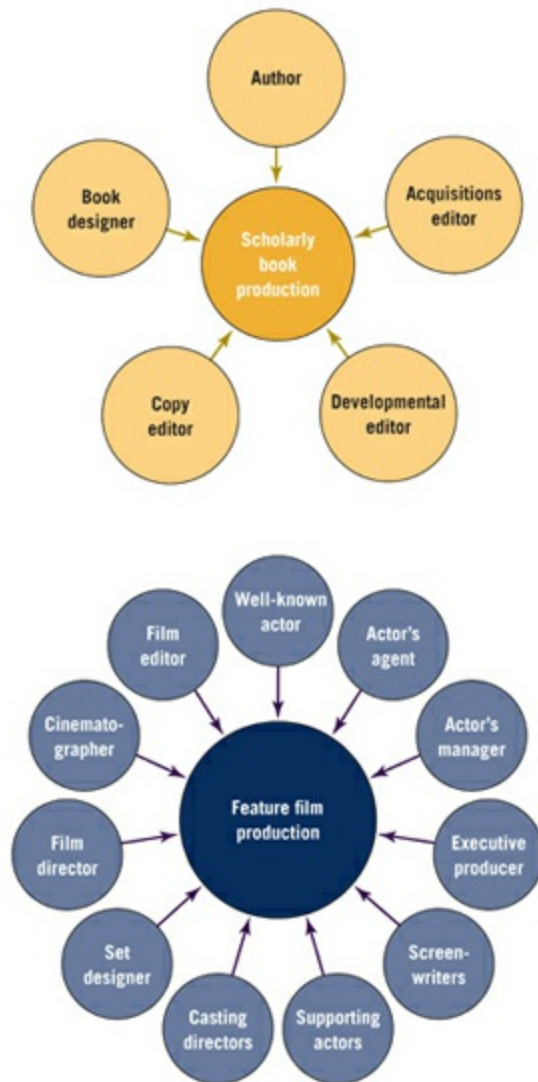 Author
Book
designer
Acquisitions
editor
Scholarly
book
production
Copy
editor
Developmental
editor
Well-known
actor
Film
editor
Actor's
agent
Cinemato-
grapher
Actor's
manager
Feature film
production
Film
director
Executive
producer
Set
designer
Screen-
writers
Casting
directors
Supporting
actors